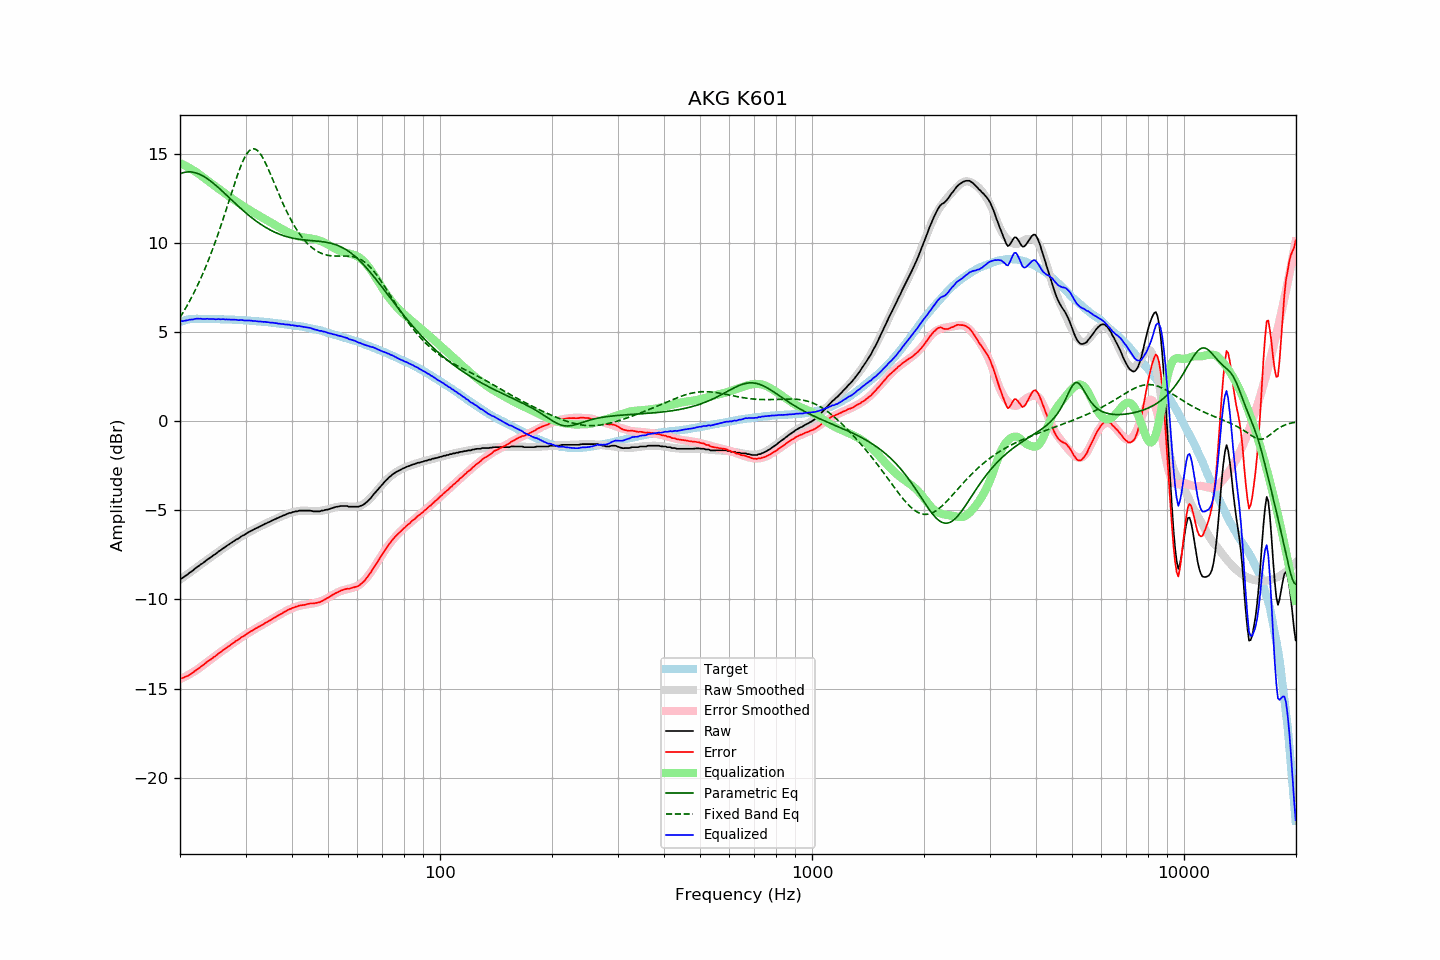 AKG K601
Amplitude (dBr)
15
10
5
0
−5
−10
−15
−20
Target
Raw Smoothed
Error Smoothed
Raw
Error
Equalization
Parametric Eq
Fixed Band Eq
Equalized
100
1000
10000
Frequency (Hz)